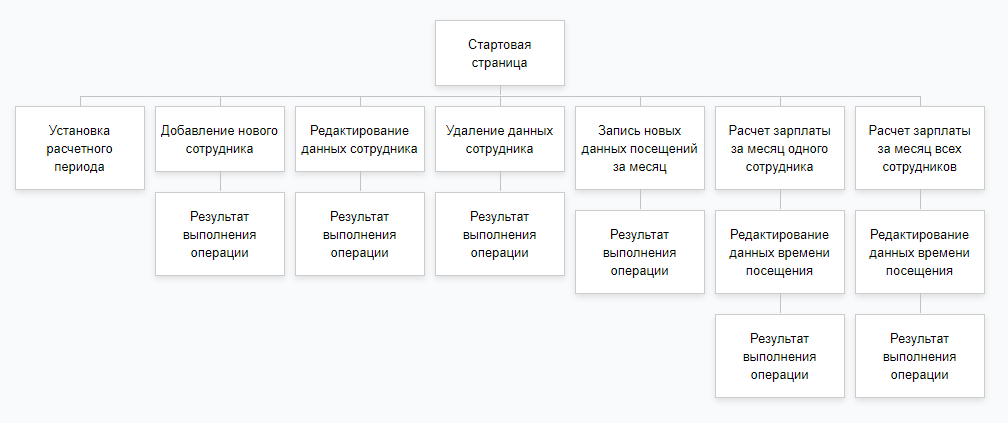 Стартовая
страница
Установка
расчетного
периода
Добавление нового
сотрудника
Редактирование
данных сотрудника
Удаление данных
сотрудника
Запись новых
данных посещений
за месяц
Расчет зарплаты
за месяц одного
сотрудника
Расчет зарплаты
за месяц всех
сотрудников
Результат
выполнения
операции
Результат
выполнения
операции
Результат
выполнения
операции
Результат
выполнения
операции
Редактирование
данных времени
посещения
Редактирование
данных времени
посещения
Результат
выполнения
операции
Результат
выполнения
операции